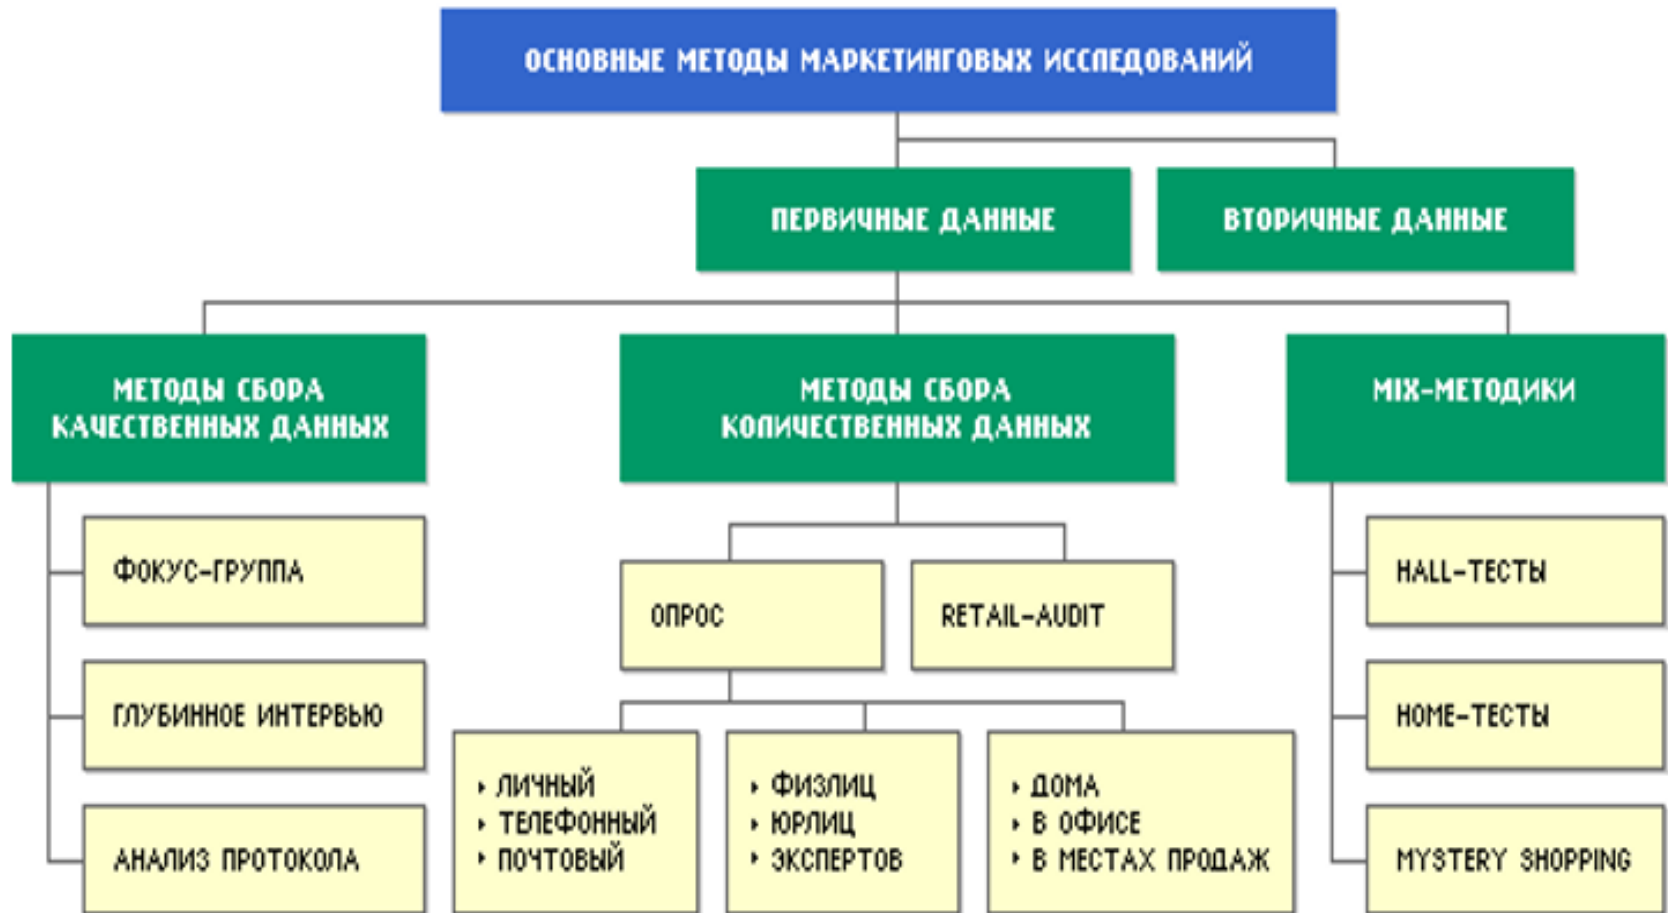 ОСНОВНЫЕ МЕТОДЫ МАРКЕТИНГОВЫХ ИССЛЕДОВАНИЙ
ПЕРВИЧНЫЕ ДАННЫЕ
ВТОРИЧНЫЕ ДАННЫЕ
МЕТОДЫ СБОРА
КАЧЕСТВЕННЫХ ДАННЫХ
МЕТОДЫ СБОРА
КОЛИЧЕСТВЕННЫХ ДАННЫХ
MIX-МЕТОДИКИ
ФОКУС-ГРУППА
ГЛУБИННОЕ ИНТЕРВЬЮ
АНАЛИЗ ПРОТОКОЛА
ОПРОС
RETAIL-AUDIT
‣ ЛИЧНЫЙ
‣ ТЕЛЕФОННЫЙ
‣ ПОЧТОВЫЙ
‣ ФИЗЛИЦ
‣ ЮРЛИЦ
‣ ЭКСПЕРТОВ
‣ ДОМА
‣ В ОФИСЕ
‣ В МЕСТАХ ПРОДАЖ
HALL-ТЕСТЫ
HOME-ТЕСТЫ
MYSTERY SHOPPING